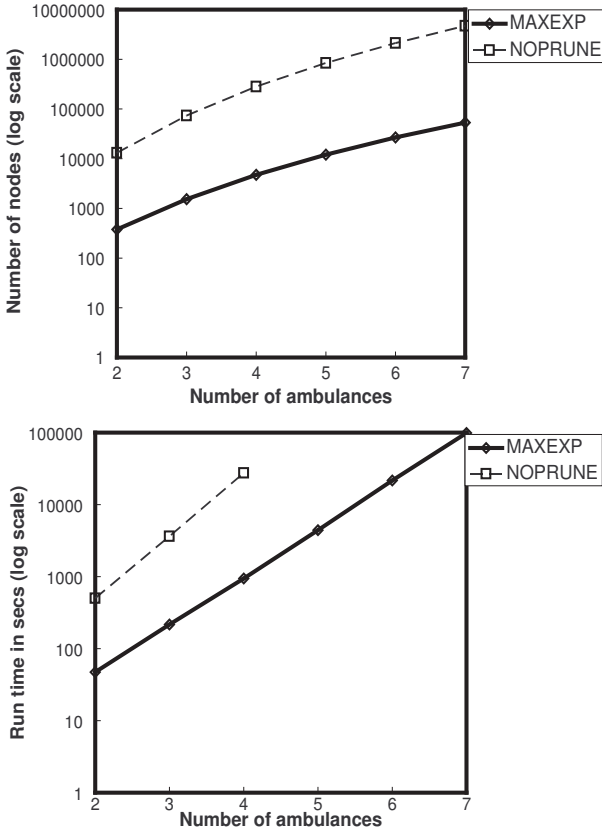 Number of nodes (log scale)
10000000
1000000
100000
10000
1000
100
10
1
2 3 4 5 6 7
Number of ambulances
MAXEXP
NOPRUNE
Run time in secs (log scale)
100000
10000
1000
100
10
1
2 3 4 5 6 7
Number of ambulances
MAXEXP
NOPRUNE